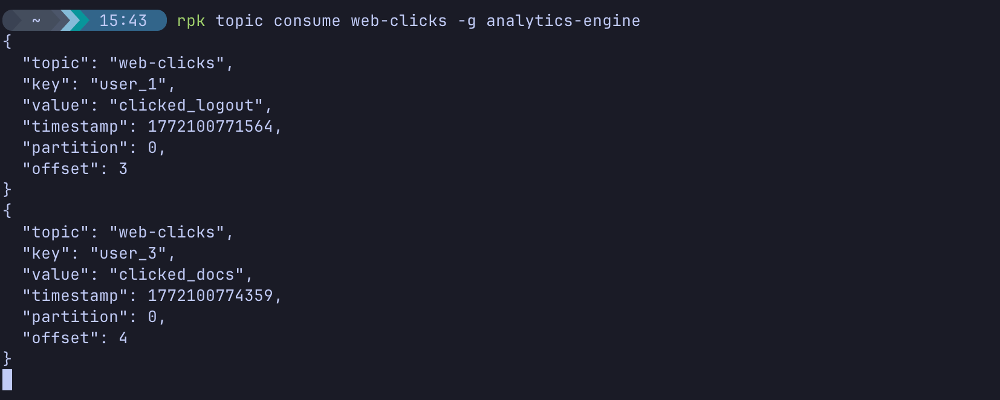 ~ 15:43 rpk topic consume web-clicks -g analytics-engine
{
  "topic": "web-clicks",
  "key": "user_1",
  "value": "clicked_logout",
  "timestamp": 1772100771564,
  "partition": 0,
  "offset": 3
}
{
  "topic": "web-clicks",
  "key": "user_3",
  "value": "clicked_docs",
  "timestamp": 1772100774359,
  "partition": 0,
  "offset": 4
}